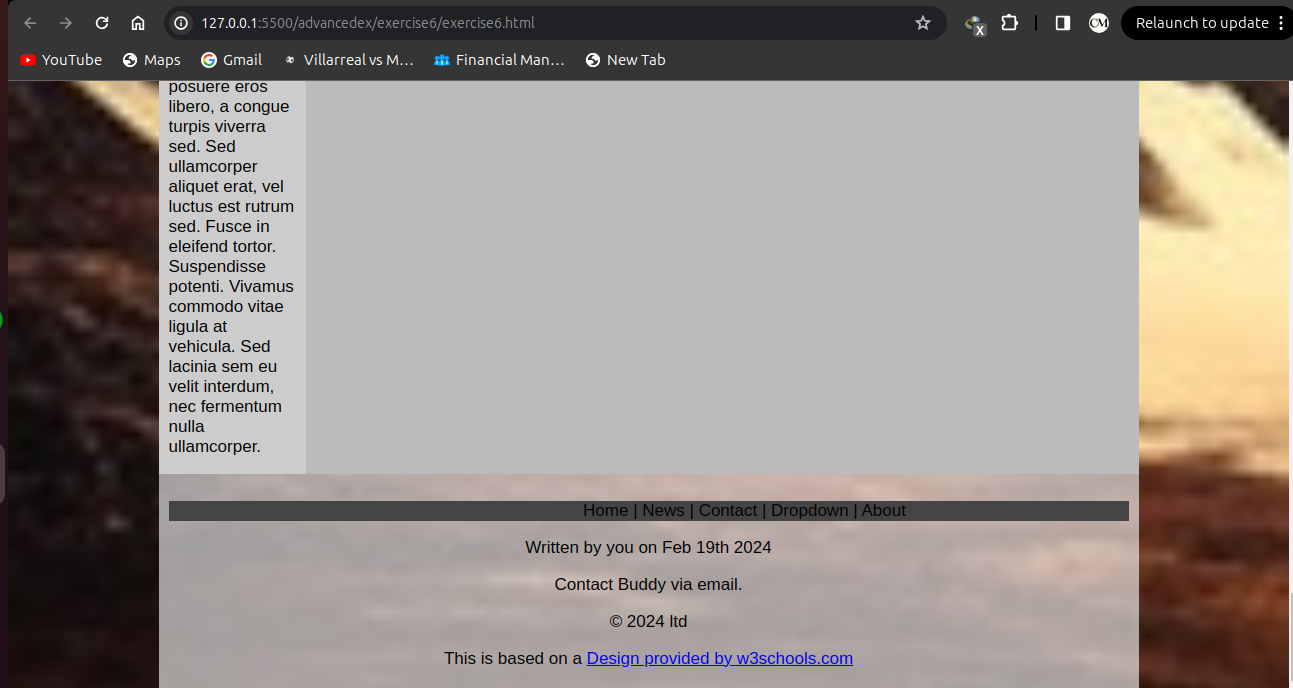 127.0.0.1:5500/advancedex/exercise6/exercise6.html
X
CM
Relaunch to update
YouTube
Maps
Gmail
Villarreal vs M…
Financial Man…
New Tab
posuere eros
libero, a congue
turpis viverra
sed. Sed
ullamcorper
aliquet erat, vel
luctus est rutrum
sed. Fusce in
eleifend tortor.
Suspendisse
potenti. Vivamus
commodo vitae
ligula at
vehicula. Sed
lacinia sem eu
velit interdum,
nec fermentum
nulla
ullamcorper.
Home | News | Contact | Dropdown | About
Written by you on Feb 19th 2024
Contact Buddy via email.
© 2024 ltd
This is based on a Design provided by w3schools.com